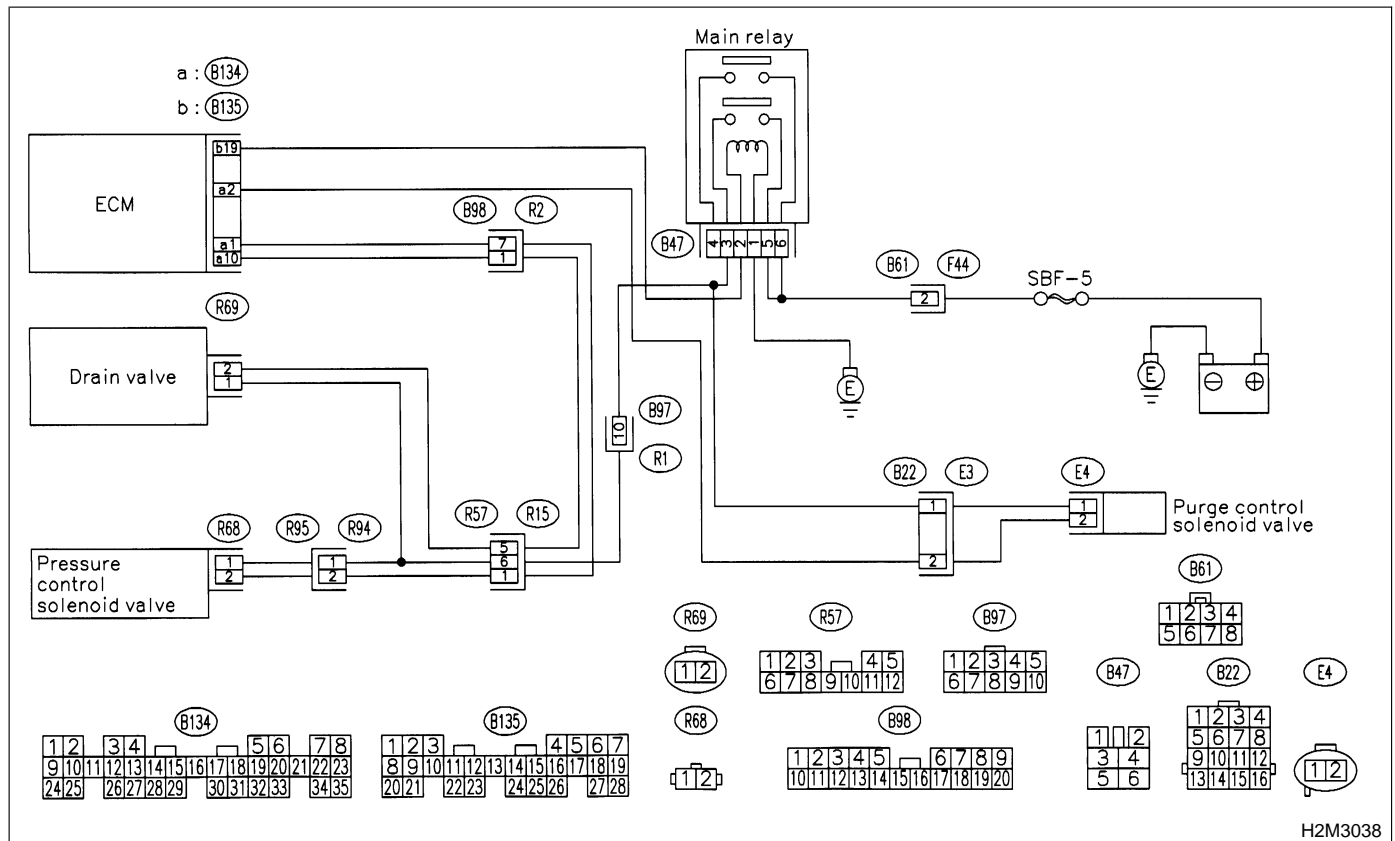 Main relay
a : B134
b : B135
b19
ECM
a2
B98 R2
a1
7
a10
1
B47
4 3 2 1 5 6
B61 F44
SBF-5
2
R69
E
E
⊖ ⊕
Drain valve
2
1
B97
10
R1
B22 E3
E4
1
1
2
Purge control
solenoid valve
2
R68
R95 R94
R57 R15
5
Pressure
control
solenoid valve
1
2
1
2
6
1
B61
1 2 3 4
5 6 7 8
R69
1 2
R57
1 2 3 4 5
6 7 8 9 10 11 12
B97
1 2 3 4 5
6 7 8 9 10
B47
1 2
3 4
5 6
B22
1 2 3 4
5 6 7 8
9 10 11 12
13 14 15 16
E4
1 2
B134
1 2 3 4 5 6 7 8
9 10 11 12 13 14 15 16 17 18 19 20 21 22 23
24 25 26 27 28 29 30 31 32 33 34 35
B135
1 2 3 4 5 6 7
8 9 10 11 12 13 14 15 16 17 18 19
20 21 22 23 24 25 26 27 28
R68
1 2
B98
1 2 3 4 5 6 7 8 9
10 11 12 13 14 15 16 17 18 19 20
H2M3038